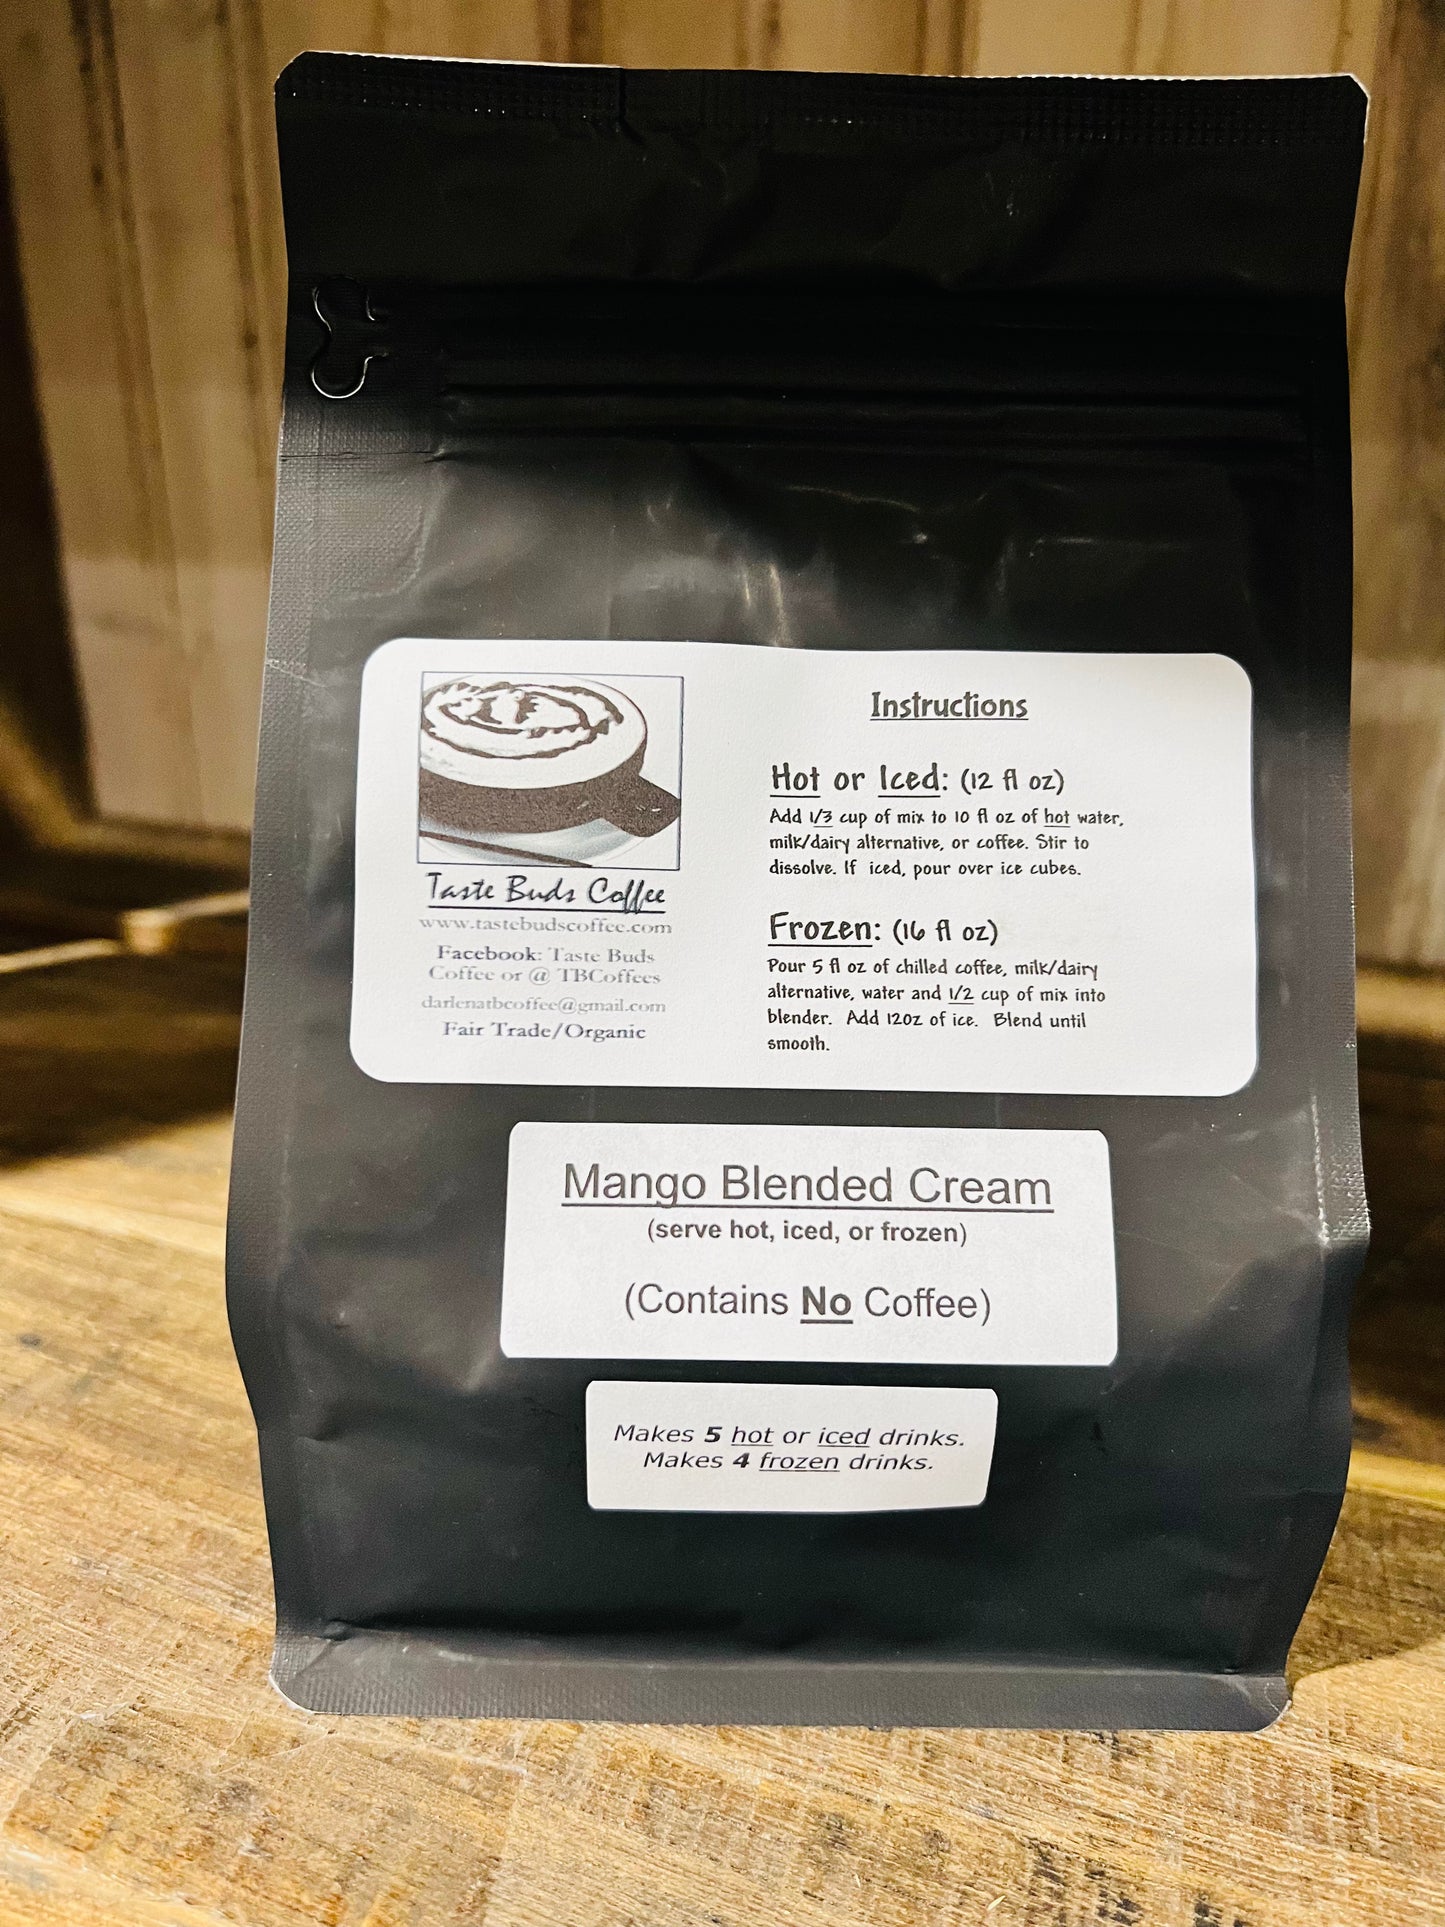 Taste Buds Coffee
www.tastebudscoffee.com
Facebook: Taste Buds
Coffee or @ TBCoffees
darlenatbcoffee@gmail.com
Fair Trade/Organic
Instructions
Hot or Iced: (12 fl oz)
Add 1/3 cup of mix to 10 fl oz of hot water,
milk/dairy alternative, or coffee. Stir to
dissolve. If iced, pour over ice cubes.
Frozen: (16 fl oz)
Pour 5 fl oz of chilled coffee, milk/dairy
alternative, water and 1/2 cup of mix into
blender. Add 12oz of ice. Blend until
smooth.
Mango Blended Cream
(serve hot, iced, or frozen)
(Contains No Coffee)
Makes 5 hot or iced drinks.
Makes 4 frozen drinks.